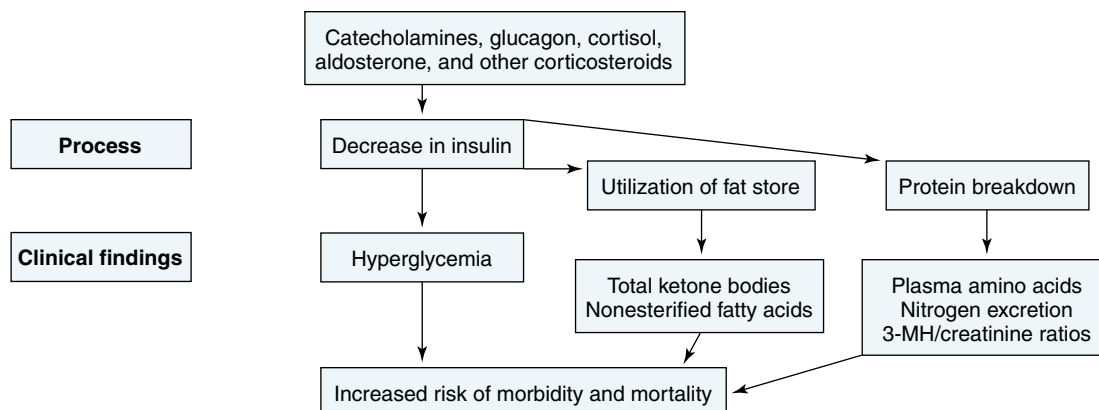 Catecholamines, glucagon, cortisol,
aldosterone, and other corticosteroids
Process
Decrease in insulin
Utilization of fat store
Protein breakdown
Clinical findings
Hyperglycemia
Total ketone bodies
Nonesterified fatty acids
Plasma amino acids
Nitrogen excretion
3-MH/creatinine ratios
Increased risk of morbidity and mortality